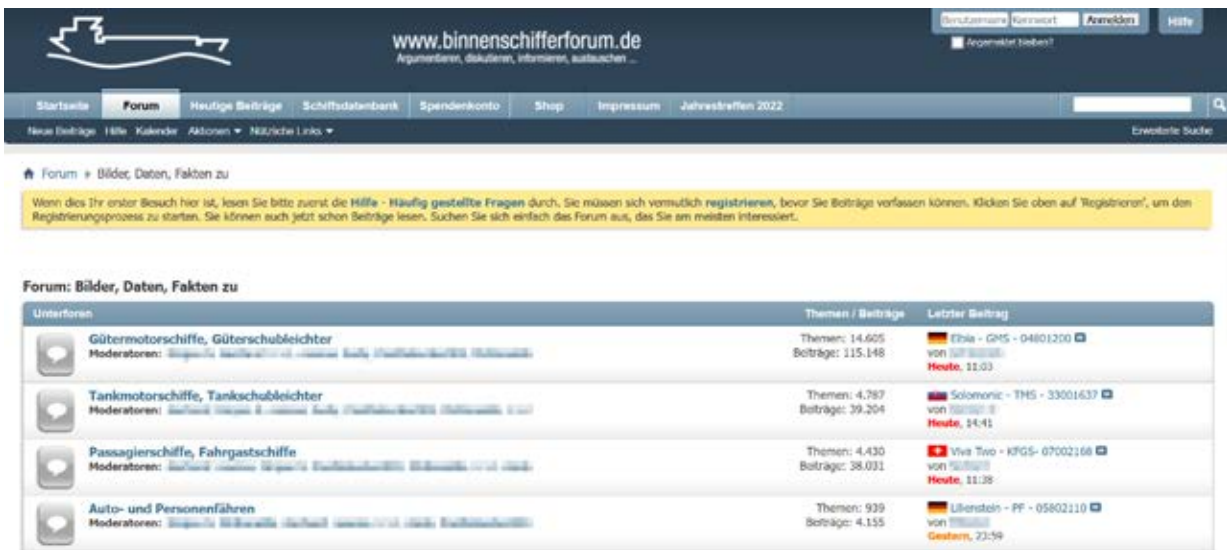 www.binnenschifferforum.de
Argumentieren, diskutieren, informieren, austauschen ...
Benutzername Kennwort Anmelden Hilfe
Angemeldet bleiben?
Startseite Forum Heutige Beiträge Schiffsdatenbank Spendenkonto Shop Impressum Jahrestreffen 2022
Neue Beiträge Hilfe Kalender Aktionen Nützliche Links Erweiterte Suche
Forum Bilder, Daten, Fakten zu
Wenn dies Ihr erster Besuch hier ist, lesen Sie bitte zuerst die Hilfe - Häufig gestellte Fragen durch. Sie müssen sich vermutlich registrieren, bevor Sie Beiträge verfassen können. Klicken Sie oben auf 'Registrieren', um den
Registrierungsprozess zu starten. Sie können auch jetzt schon Beiträge lesen. Suchen Sie sich einfach das Forum aus, das Sie am meisten interessiert.
Forum: Bilder, Daten, Fakten zu
Unterforen Themen / Beiträge Letzter Beitrag
Gütermotorschiffe, Güterschubleichter Themen: 14.605 Elbia - GMS - 04801200
Moderatoren: Beiträge: 115.148 von
Heute, 11:03
Tankmotorschiffe, Tankschubleichter Themen: 4.787 Solomonic - TMS - 33001637
Moderatoren: Beiträge: 39.204 von
Heute, 14:41
Passagierschiffe, Fahrgastschiffe Themen: 4.430 Viva Two - KFGS- 07002168
Moderatoren: Beiträge: 38.031 von
Heute, 11:38
Auto- und Personenfähren Themen: 939 Lilienstein - PF - 05802110
Moderatoren: Beiträge: 4.155 von
Gestern, 23:59